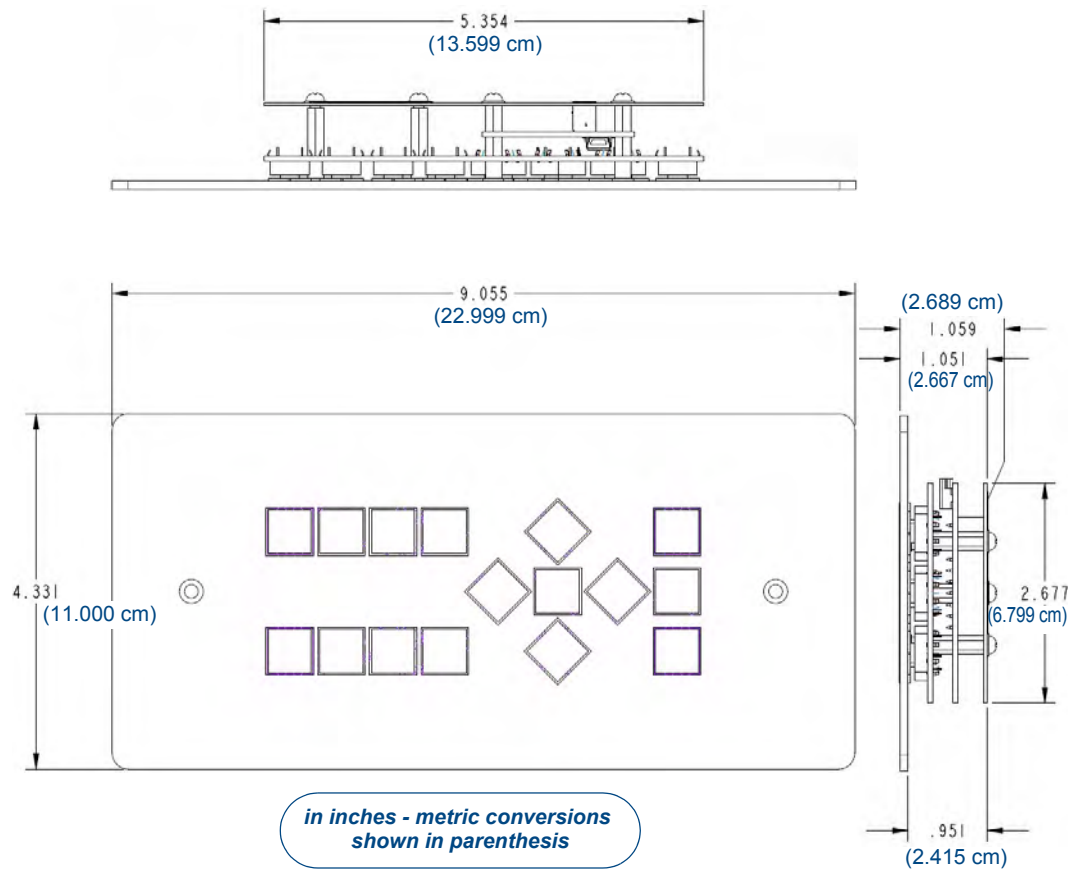 5.354
(13.599 cm)
9.055
(22.999 cm)
(2.689 cm)
1.059
1.051
(2.667 cm)
4.331
(11.000 cm)
2.677
(6.799 cm)
in inches - metric conversions
shown in parenthesis
.951
(2.415 cm)